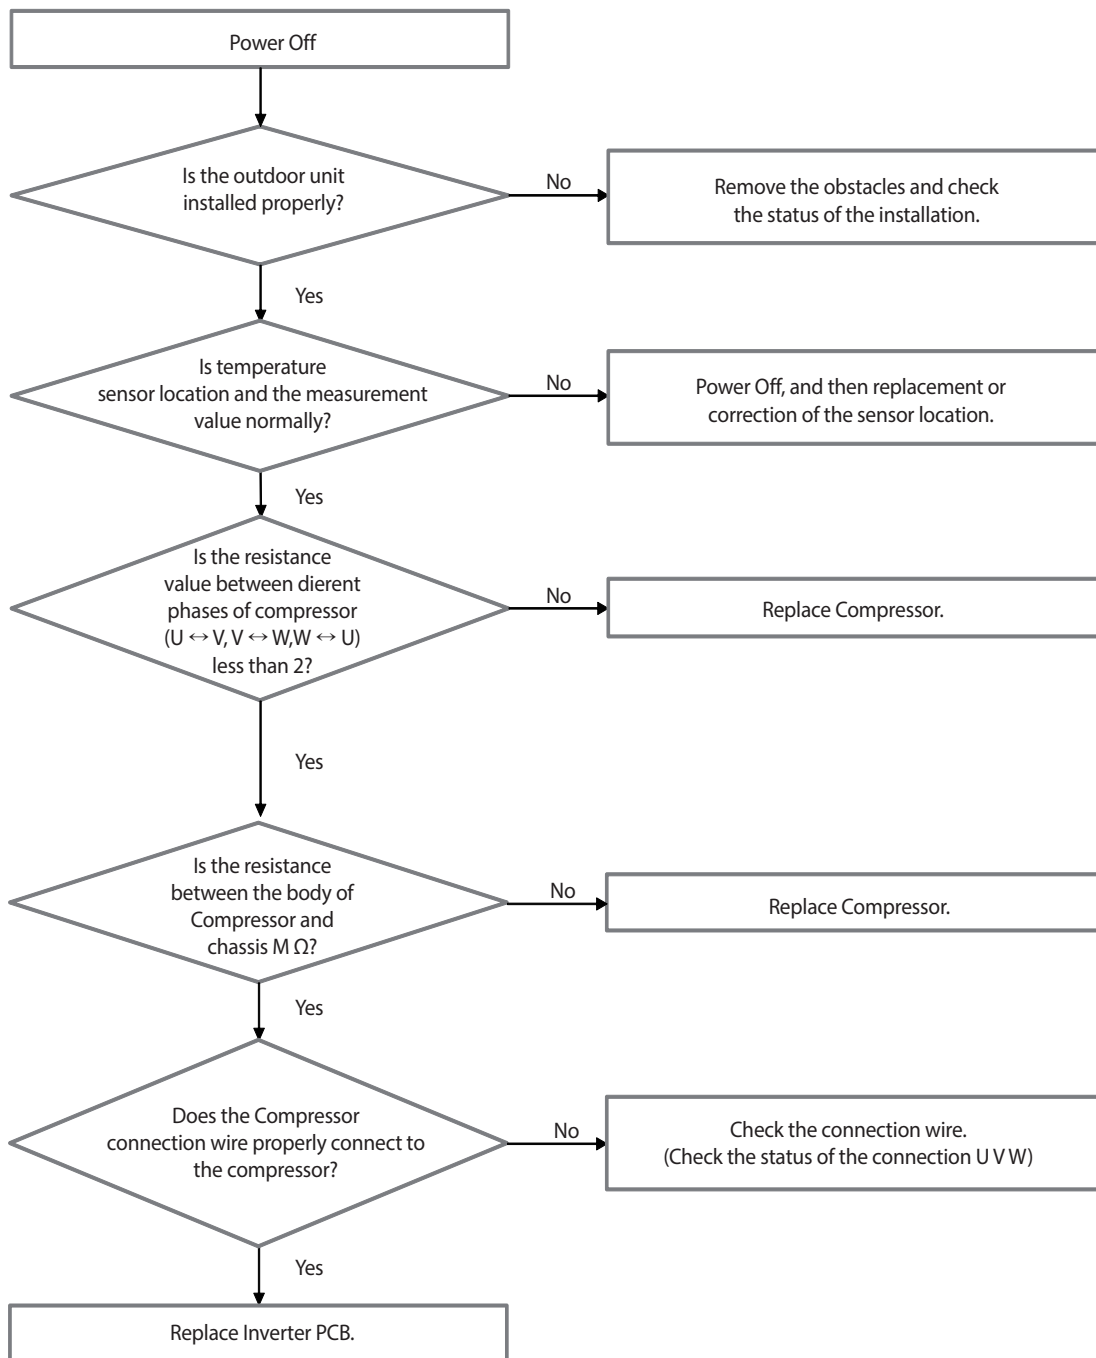 Power Off
Is the outdoor unit
installed properly?
No
Remove the obstacles and check
the status of the installation.
Yes
Is temperature
sensor location and the measurement
value normally?
No
Power Off, and then replacement or
correction of the sensor location.
Yes
Is the resistance
value between dierent
phases of compressor
(U ↔ V, V ↔ W,W ↔ U)
less than 2?
No
Replace Compressor.
Yes
Is the resistance
between the body of
Compressor and
chassis M Ω?
No
Replace Compressor.
Yes
Does the Compressor
connection wire properly connect to
the compressor?
No
Check the connection wire.
(Check the status of the connection U V W)
Yes
Replace Inverter PCB.